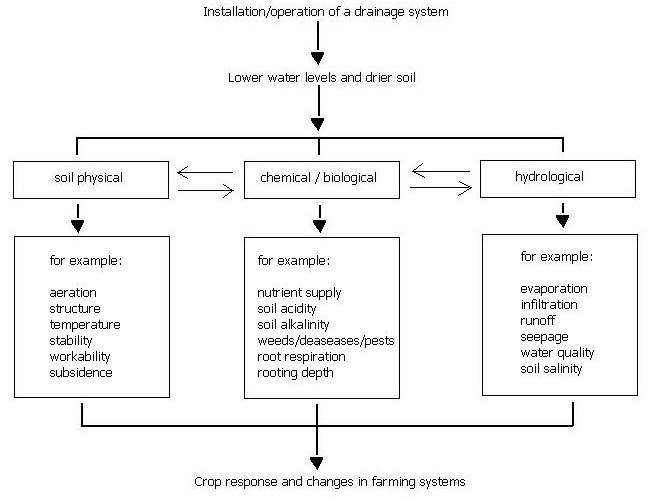 Installation/operation of a drainage system
Lower water levels and drier soil
soil physical
chemical / biological
hydrological
for example:
aeration
structure
temperature
stability
workability
subsidence
for example:
nutrient supply
soil acidity
soil alkalinity
weeds/deaseases/pests
root respiration
rooting depth
for example:
evaporation
infiltration
runoff
seepage
water quality
soil salinity
Crop response and changes in farming systems